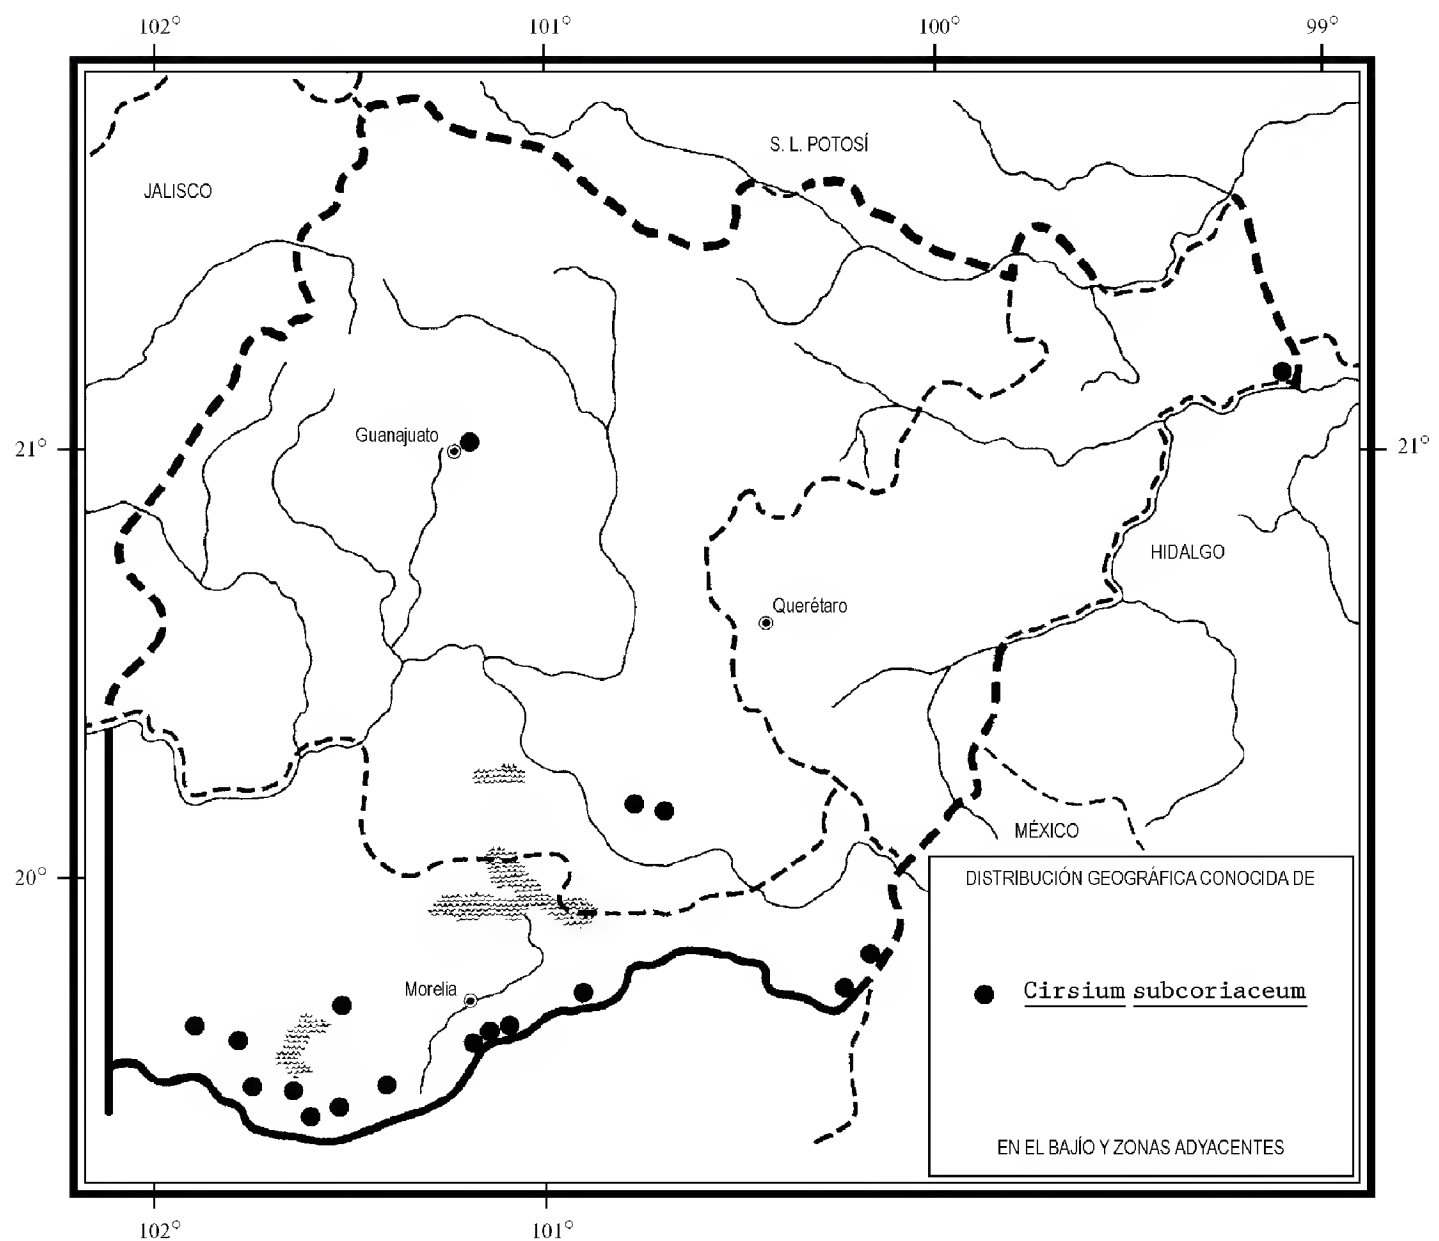 102° 101° 100° 99°
S. L. POTOSÍ
JALISCO
Guanajuato
21° 21°
HIDALGO
Querétaro
MÉXICO
20°
DISTRIBUCIÓN GEOGRÁFICA CONOCIDA DE
Morelia
Cirsium subcoriaceum
EN EL BAJÍO Y ZONAS ADYACENTES
102° 101°